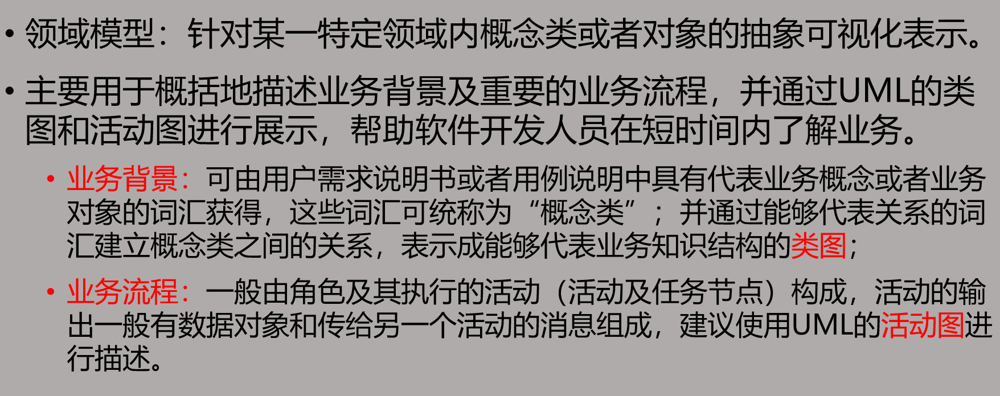 • 领域模型：针对某一特定领域内概念类或者对象的抽象可视化表示。
• 主要用于概括地描述业务背景及重要的业务流程，并通过UML的类
图和活动图进行展示，帮助软件开发人员在短时间内了解业务。
• 业务背景：可由用户需求说明书或者用例说明中具有代表业务概念或者业务
对象的词汇获得，这些词汇可统称为“概念类”；并通过能够代表关系的词
汇建立概念类之间的关系，表示成能够代表业务知识结构的类图；
• 业务流程：一般由角色及其执行的活动（活动及任务节点）构成，活动的输
出一般有数据对象和传给另一个活动的消息组成，建议使用UML的活动图进
行描述。